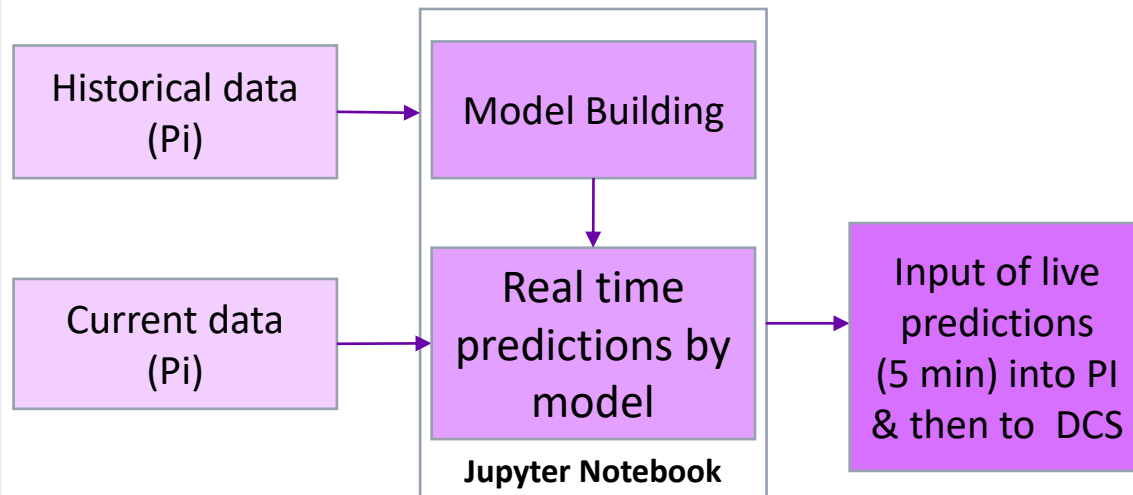 Historical data
(Pi)
Model Building
Current data
(Pi)
Real time
predictions by
model
Jupyter Notebook
Input of live
predictions
(5 min) into PI
& then to DCS